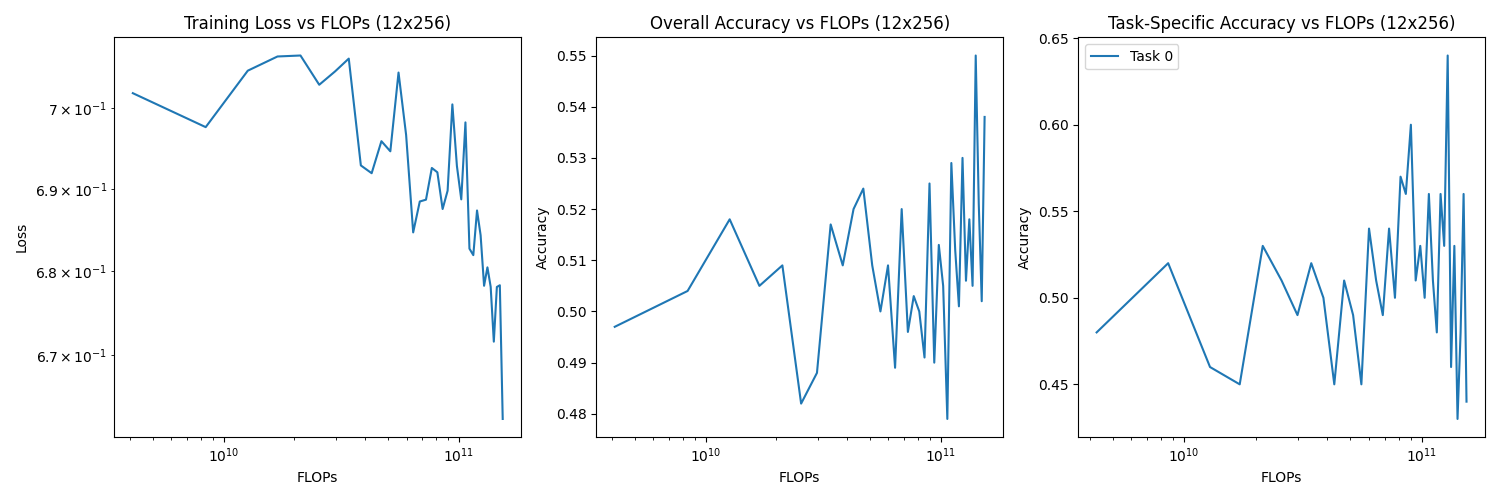 Training Loss vs FLOPs (12x256)
7 × 10⁻¹
6.9 × 10⁻¹
6.8 × 10⁻¹
6.7 × 10⁻¹
Loss
10¹⁰
10¹¹
FLOPs
Overall Accuracy vs FLOPs (12x256)
0.55
0.54
0.53
0.52
0.51
0.50
0.49
0.48
Accuracy
10¹⁰
10¹¹
FLOPs
Task-Specific Accuracy vs FLOPs (12x256)
Task 0
0.65
0.60
0.55
0.50
0.45
Accuracy
10¹⁰
10¹¹
FLOPs